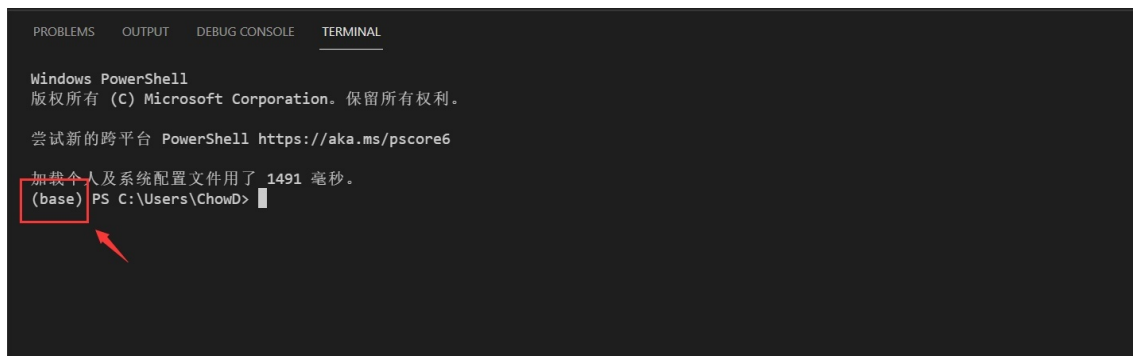 PROBLEMS OUTPUT DEBUG CONSOLE TERMINAL
Windows PowerShell
版权所有 (C) Microsoft Corporation。保留所有权利。
尝试新的跨平台 PowerShell https://aka.ms/pscore6
加载个人及系统配置文件用了 1491 毫秒。
(base) PS C:\Users\ChowD>